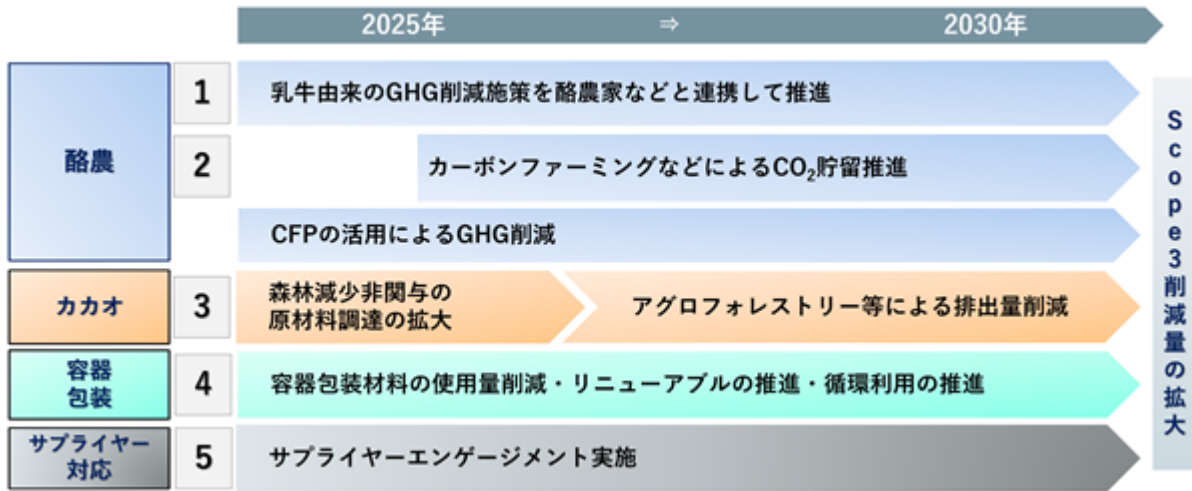 2025年 ⇒ 2030年
酪農
1
乳牛由来のGHG削減施策を酪農家などと連携して推進
2
カーボンファーミングなどによるCO₂貯留推進
CFPの活用によるGHG削減
カカオ
3
森林減少非関与の
原材料調達の拡大
アグロフォレストリー等による排出量削減
容器
包装
4
容器包装材料の使用量削減・リニューアブルの推進・循環利用の推進
サプライヤー
対応
5
サプライヤーエンゲージメント実施
Scope3削減量の拡大